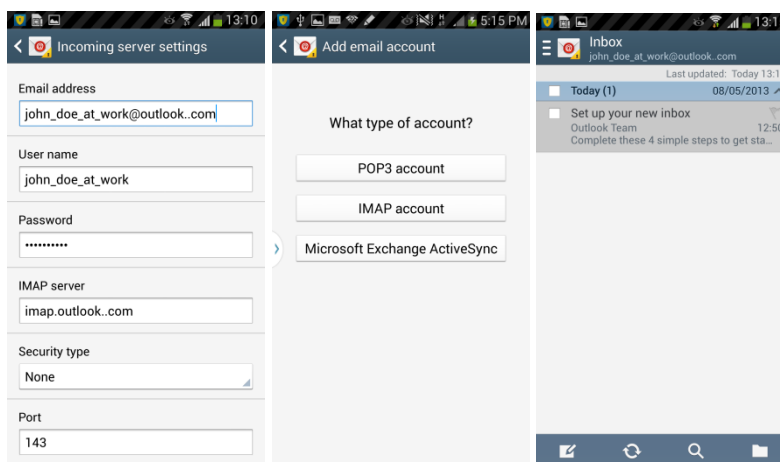 13:10
Incoming server settings
Email address
john_doe_at_work@outlook..com
User name
john_doe_at_work
Password
••••••••••
IMAP server
imap.outlook..com
Security type
None
Port
143
5:15 PM
Add email account
What type of account?
POP3 account
IMAP account
Microsoft Exchange ActiveSync
13:1
Inbox
john_doe_at_work@outlook..com
Last updated: Today 13:1
Today (1) 08/05/2013
Set up your new inbox
Outlook Team 12:50
Complete these 4 simple steps to get sta...